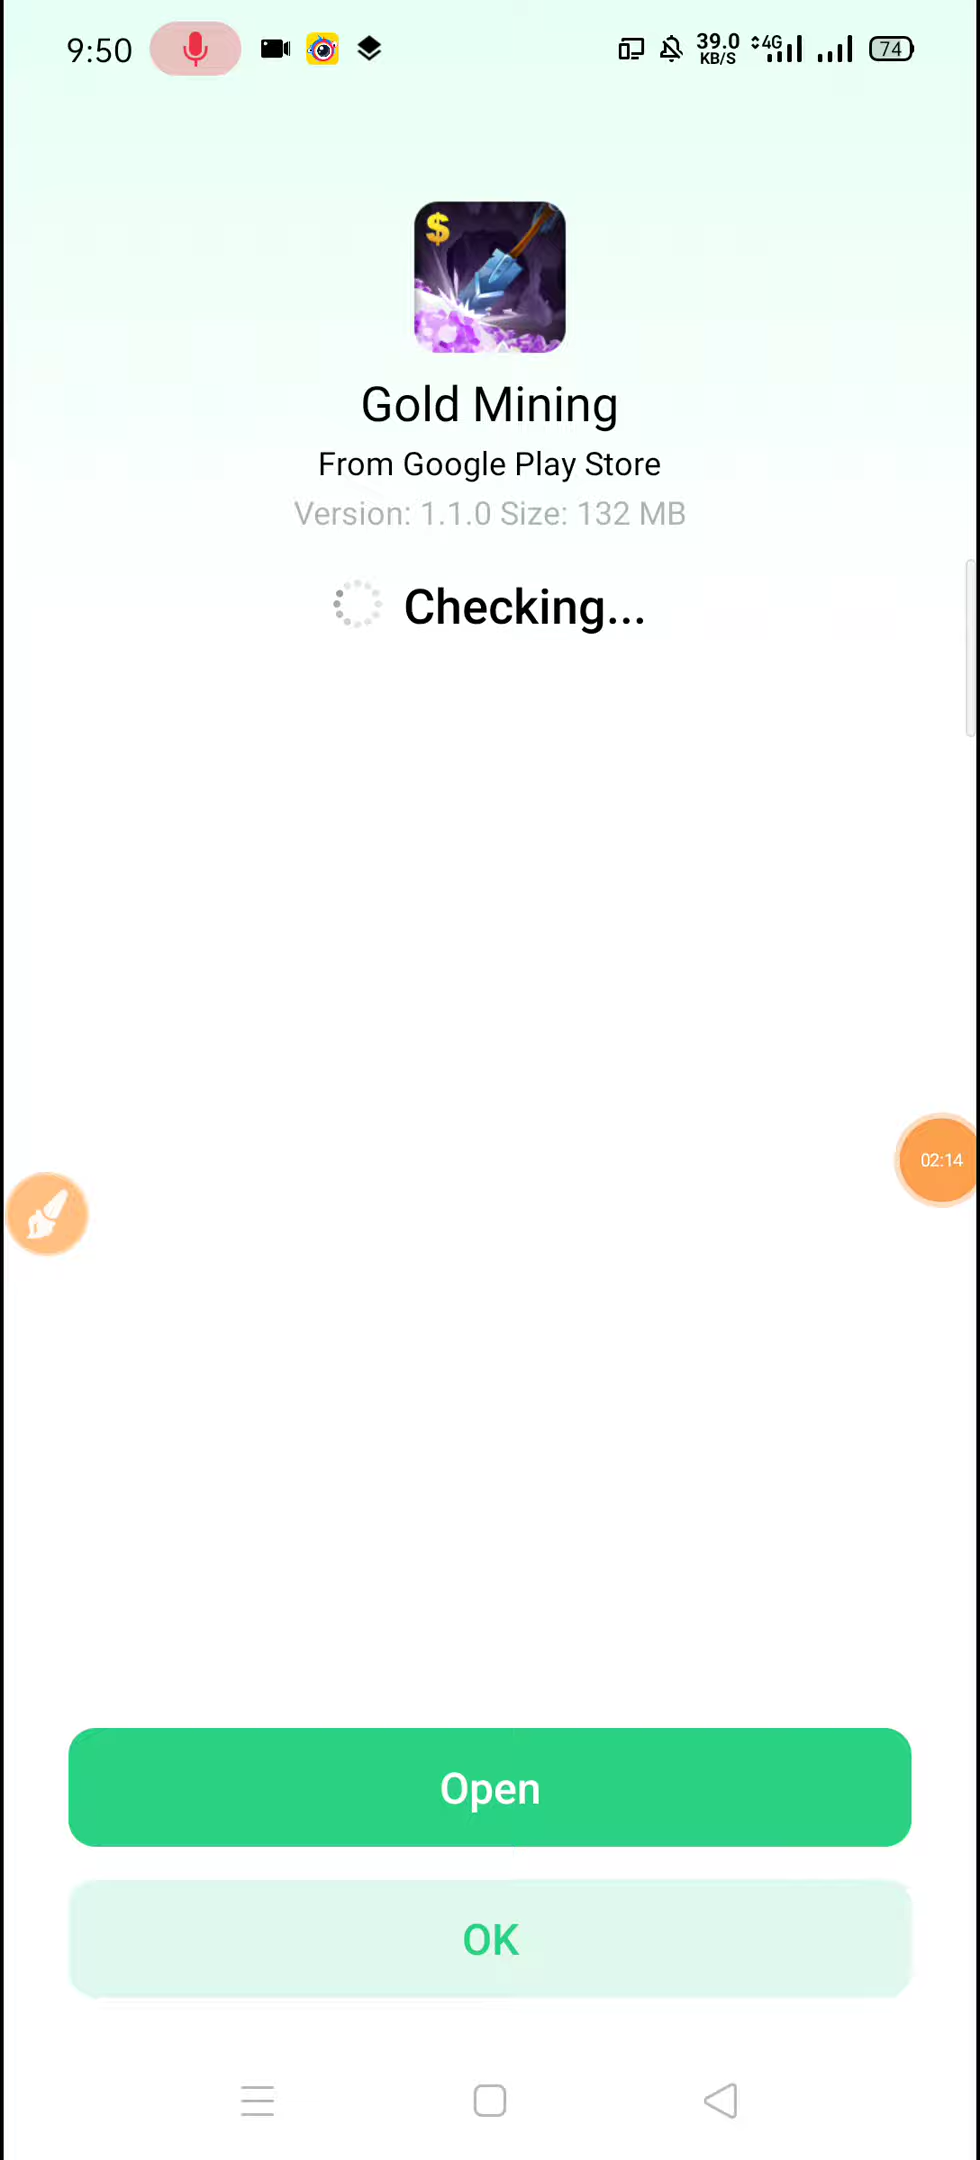 9:50
39.0
KB/S
4G
74
$
Gold Mining
From Google Play Store
Version: 1.1.0 Size: 132 MB
Checking...
02:14
Open
OK